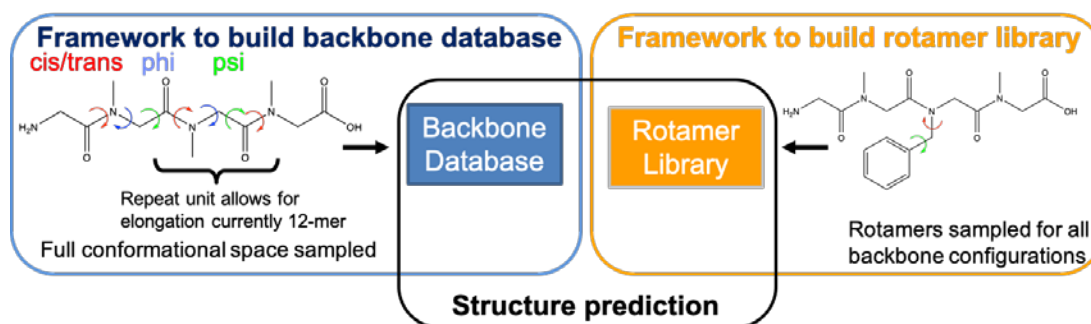 Framework to build backbone database
cis/trans phi psi
H₂N
O
N
O
N
O
N
O
OH
Repeat unit allows for
elongation currently 12-mer
Full conformational space sampled
Backbone
Database
Rotamer
Library
Structure prediction
Framework to build rotamer library
H₂N
O
N
O
N
O
N
O
OH
Rotamers sampled for all
backbone configurations